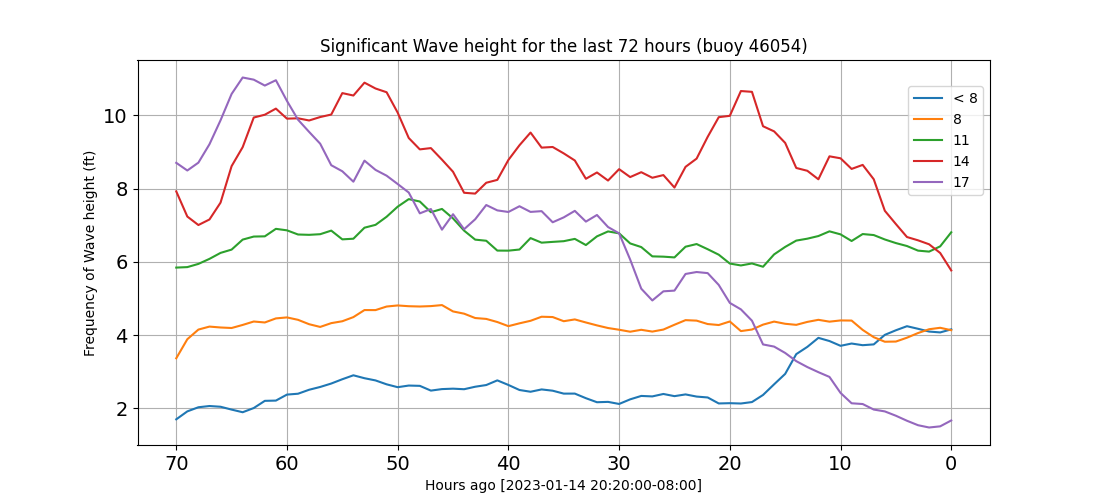 Significant Wave height for the last 72 hours (buoy 46054)
Frequency of Wave height (ft)
10
8
6
4
2
< 8
8
11
14
17
70 60 50 40 30 20 10 0
Hours ago [2023-01-14 20:20:00-08:00]